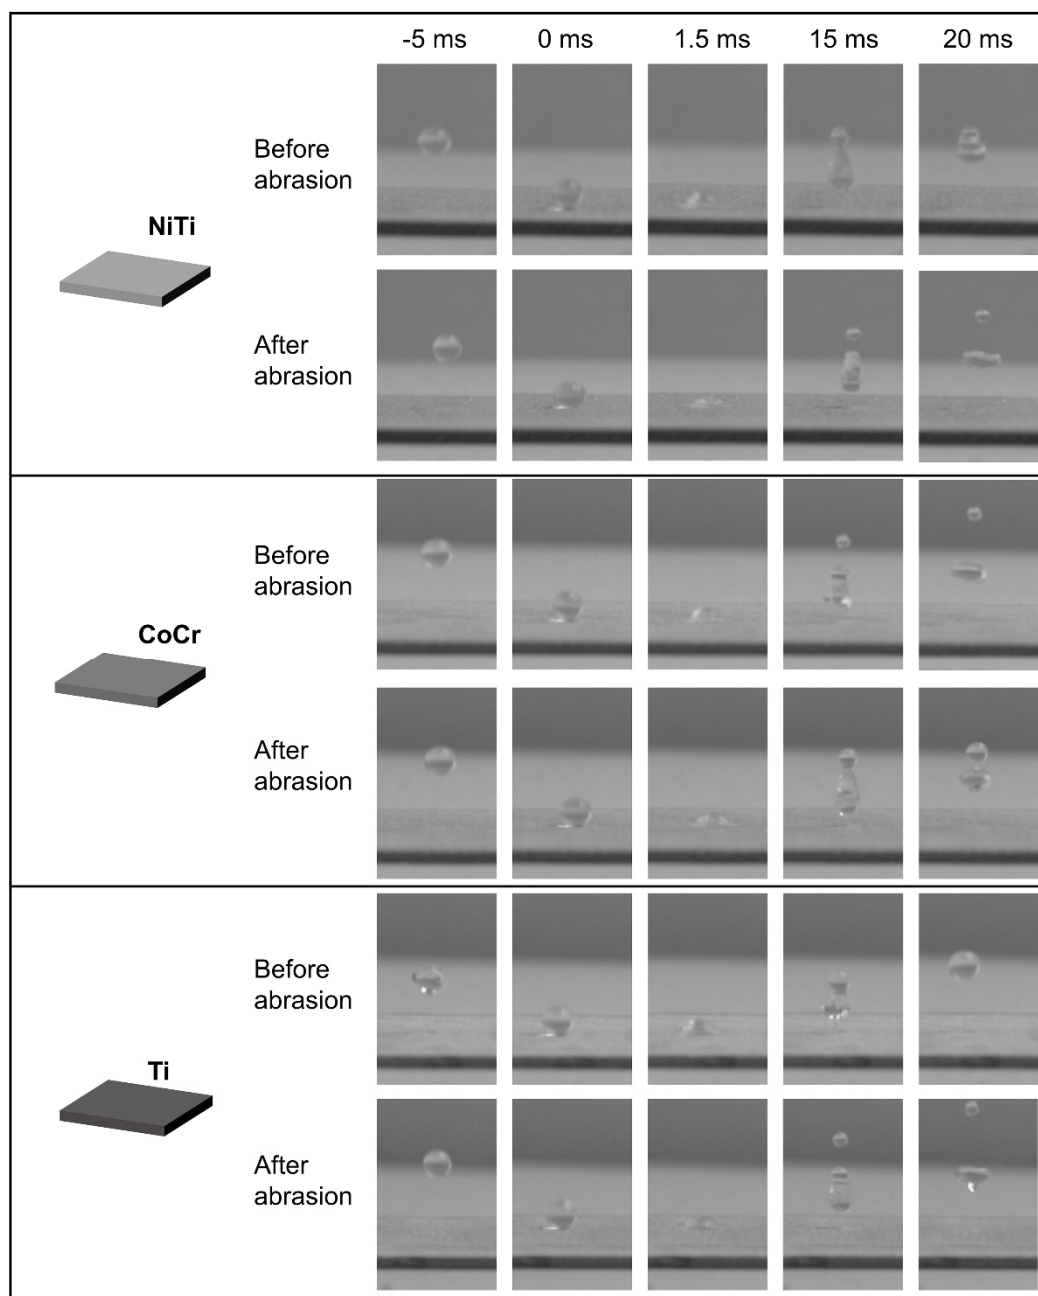 -5 ms 0 ms 1.5 ms 15 ms 20 ms
Before
abrasion
NiTi
After
abrasion
Before
abrasion
CoCr
After
abrasion
Before
abrasion
Ti
After
abrasion